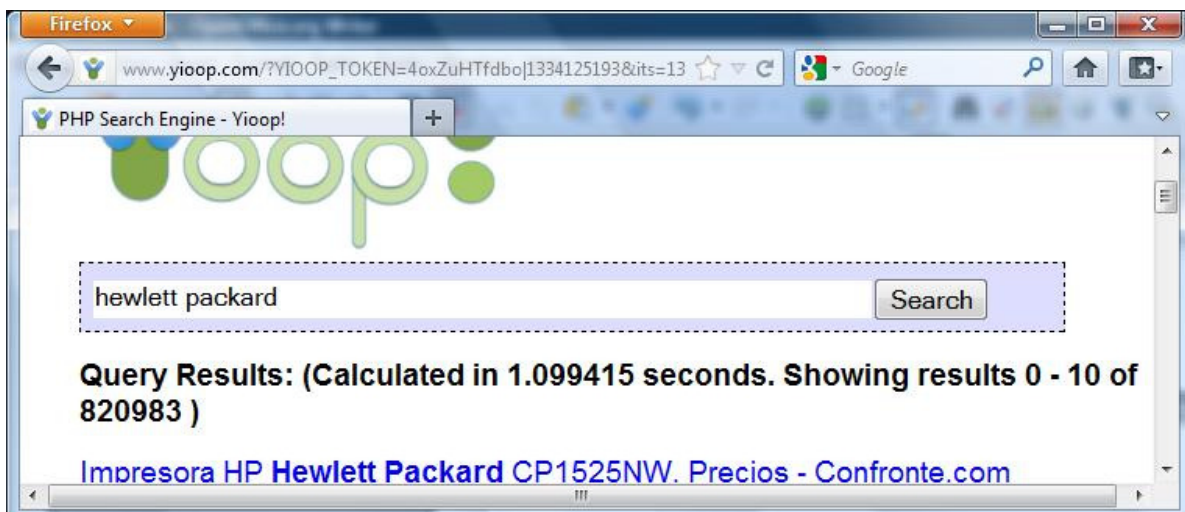 Firefox
www.yioop.com/?YIOOP_TOKEN=4oxZuHTfdbo|1334125193&its=13
Google
PHP Search Engine - Yioop!
Yioop!
hewlett packard
Search
Query Results: (Calculated in 1.099415 seconds. Showing results 0 - 10 of
820983 )
Impresora HP Hewlett Packard CP1525NW. Precios - Confronte.com